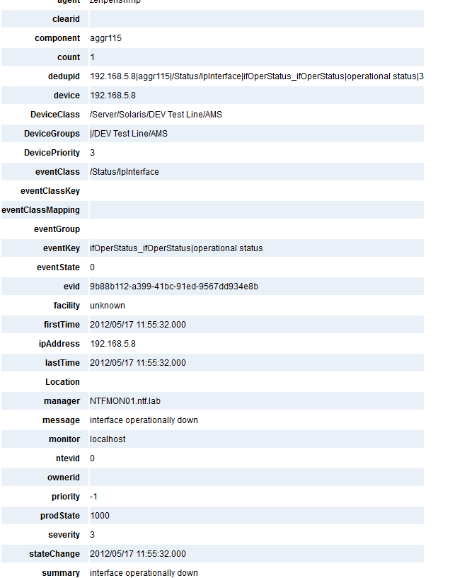 agent zenperfsnmp
clearid
component aggr115
count 1
dedupid 192.168.5.8|aggr115|/Status/IpInterface|ifOperStatus_ifOperStatus|operational status|3
device 192.168.5.8
DeviceClass /Server/Solaris/DEV Test Line/AMS
DeviceGroups |/DEV Test Line/AMS
DevicePriority 3
eventClass /Status/IpInterface
eventClassKey
eventClassMapping
eventGroup
eventKey ifOperStatus_ifOperStatus|operational status
eventState 0
evid 9b88b112-a399-41bc-91ed-9567dd934e8b
facility unknown
firstTime 2012/05/17 11:55:32.000
ipAddress 192.168.5.8
lastTime 2012/05/17 11:55:32.000
Location
manager NTFMON01.ntf.lab
message interface operationally down
monitor localhost
ntevid 0
ownerid
priority -1
prodState 1000
severity 3
stateChange 2012/05/17 11:55:32.000
summary interface operationally down